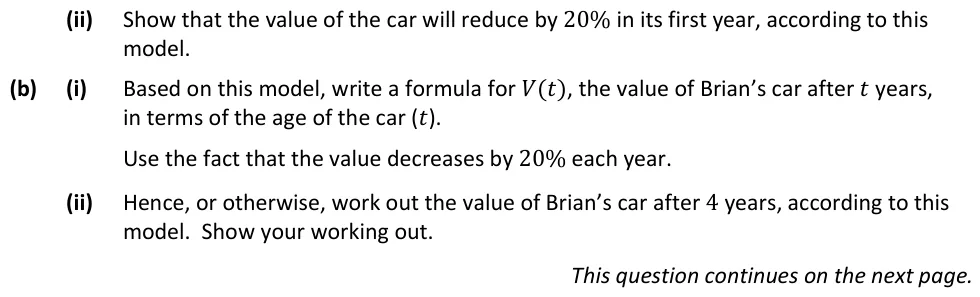 (ii) Show that the value of the car will reduce by 20% in its first year, according to this
model.
(b) (i) Based on this model, write a formula for V(t), the value of Brian's car after t years,
in terms of the age of the car (t).
Use the fact that the value decreases by 20% each year.
(ii) Hence, or otherwise, work out the value of Brian's car after 4 years, according to this
model. Show your working out.
This question continues on the next page.